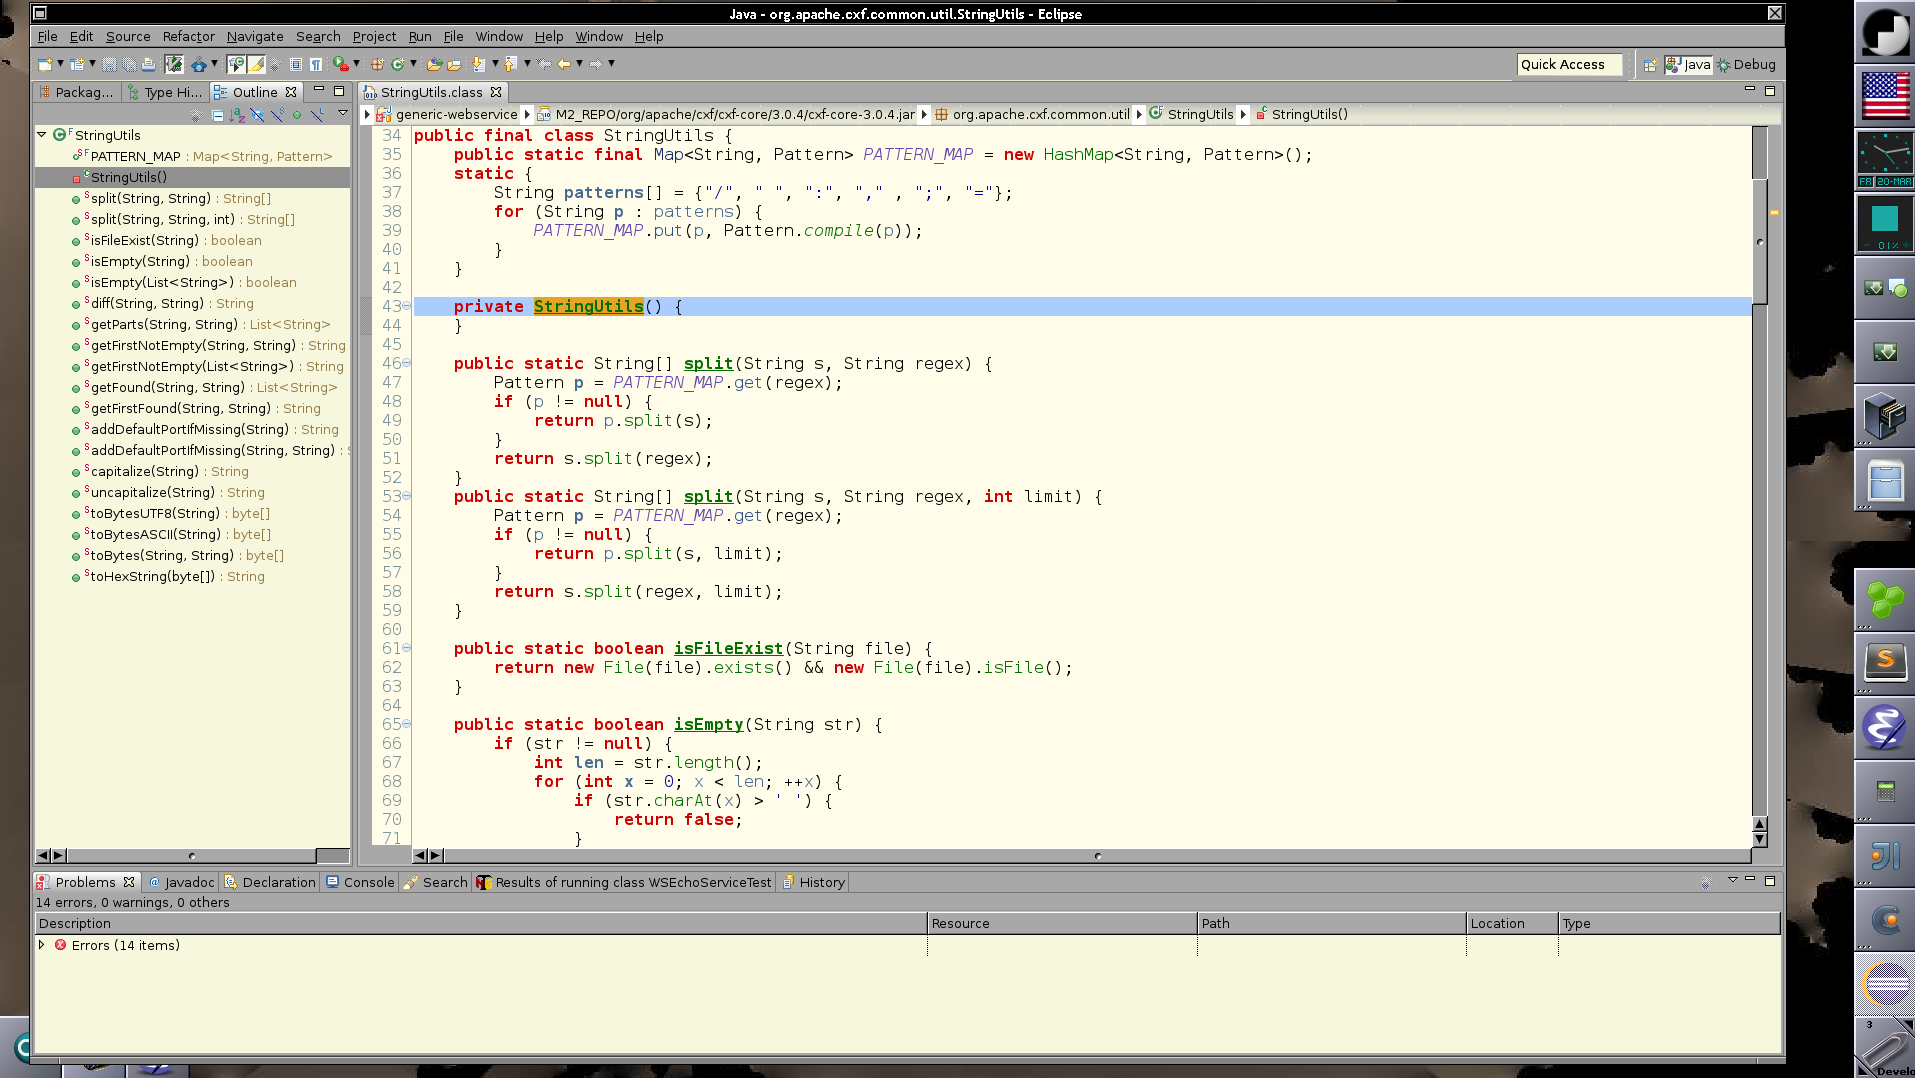 Java - org.apache.cxf.common.util.StringUtils - Eclipse
File Edit Source Refactor Navigate Search Project Run File Window Help Window Help
Quick Access Java Debug
Packag... Type Hi... Outline
StringUtils.class
generic-webservice M2_REPO/org/apache/cxf/cxf-core/3.0.4/cxf-core-3.0.4.jar org.apache.cxf.common.util StringUtils StringUtils()
StringUtils
PATTERN_MAP : Map<String, Pattern>
StringUtils()
split(String, String) : String[]
split(String, String, int) : String[]
isFileExist(String) : boolean
isEmpty(String) : boolean
isEmpty(List<String>) : boolean
diff(String, String) : String
getParts(String, String) : List<String>
getFirstNotEmpty(String, String) : String
getFirstNotEmpty(List<String>) : String
getFound(String, String) : List<String>
getFirstFound(String, String) : String
addDefaultPortIfMissing(String) : String
addDefaultPortIfMissing(String, String) :
capitalize(String) : String
uncapitalize(String) : String
toBytesUTF8(String) : byte[]
toBytesASCII(String) : byte[]
toBytes(String, String) : byte[]
toHexString(byte[]) : String
34 public final class StringUtils {
35 public static final Map<String, Pattern> PATTERN_MAP = new HashMap<String, Pattern>();
36 static {
37 String patterns[] = {"/", " ", ":", "," , ";", "="};
38 for (String p : patterns) {
39 PATTERN_MAP.put(p, Pattern.compile(p));
40 }
41 }
42
43 private StringUtils() {
44 }
45
46 public static String[] split(String s, String regex) {
47 Pattern p = PATTERN_MAP.get(regex);
48 if (p != null) {
49 return p.split(s);
50 }
51 return s.split(regex);
52 }
53 public static String[] split(String s, String regex, int limit) {
54 Pattern p = PATTERN_MAP.get(regex);
55 if (p != null) {
56 return p.split(s, limit);
57 }
58 return s.split(regex, limit);
59 }
60
61 public static boolean isFileExist(String file) {
62 return new File(file).exists() && new File(file).isFile();
63 }
64
65 public static boolean isEmpty(String str) {
66 if (str != null) {
67 int len = str.length();
68 for (int x = 0; x < len; ++x) {
69 if (str.charAt(x) > ' ') {
70 return false;
71 }
Problems Javadoc Declaration Console Search Results of running class WSEchoServiceTest History
14 errors, 0 warnings, 0 others
Description Resource Path Location Type
Errors (14 items)
FR 20-MAR
01%
3
Develo